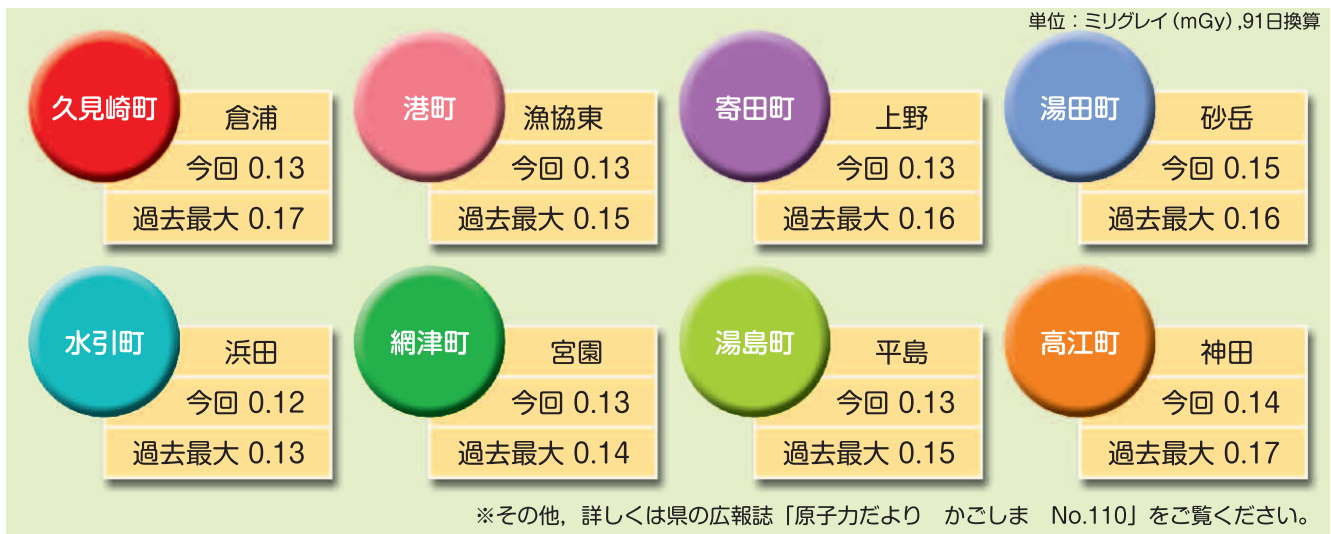 単位：ミリグレイ（mGy）,91日換算
久見崎町
倉浦
今回 0.13
過去最大 0.17
港町
漁協東
今回 0.13
過去最大 0.15
寄田町
上野
今回 0.13
過去最大 0.16
湯田町
砂岳
今回 0.15
過去最大 0.16
水引町
浜田
今回 0.12
過去最大 0.13
網津町
宮園
今回 0.13
過去最大 0.14
湯島町
平島
今回 0.13
過去最大 0.15
高江町
神田
今回 0.14
過去最大 0.17
※その他，詳しくは県の広報誌「原子力だより　かごしま　No.110」をご覧ください。